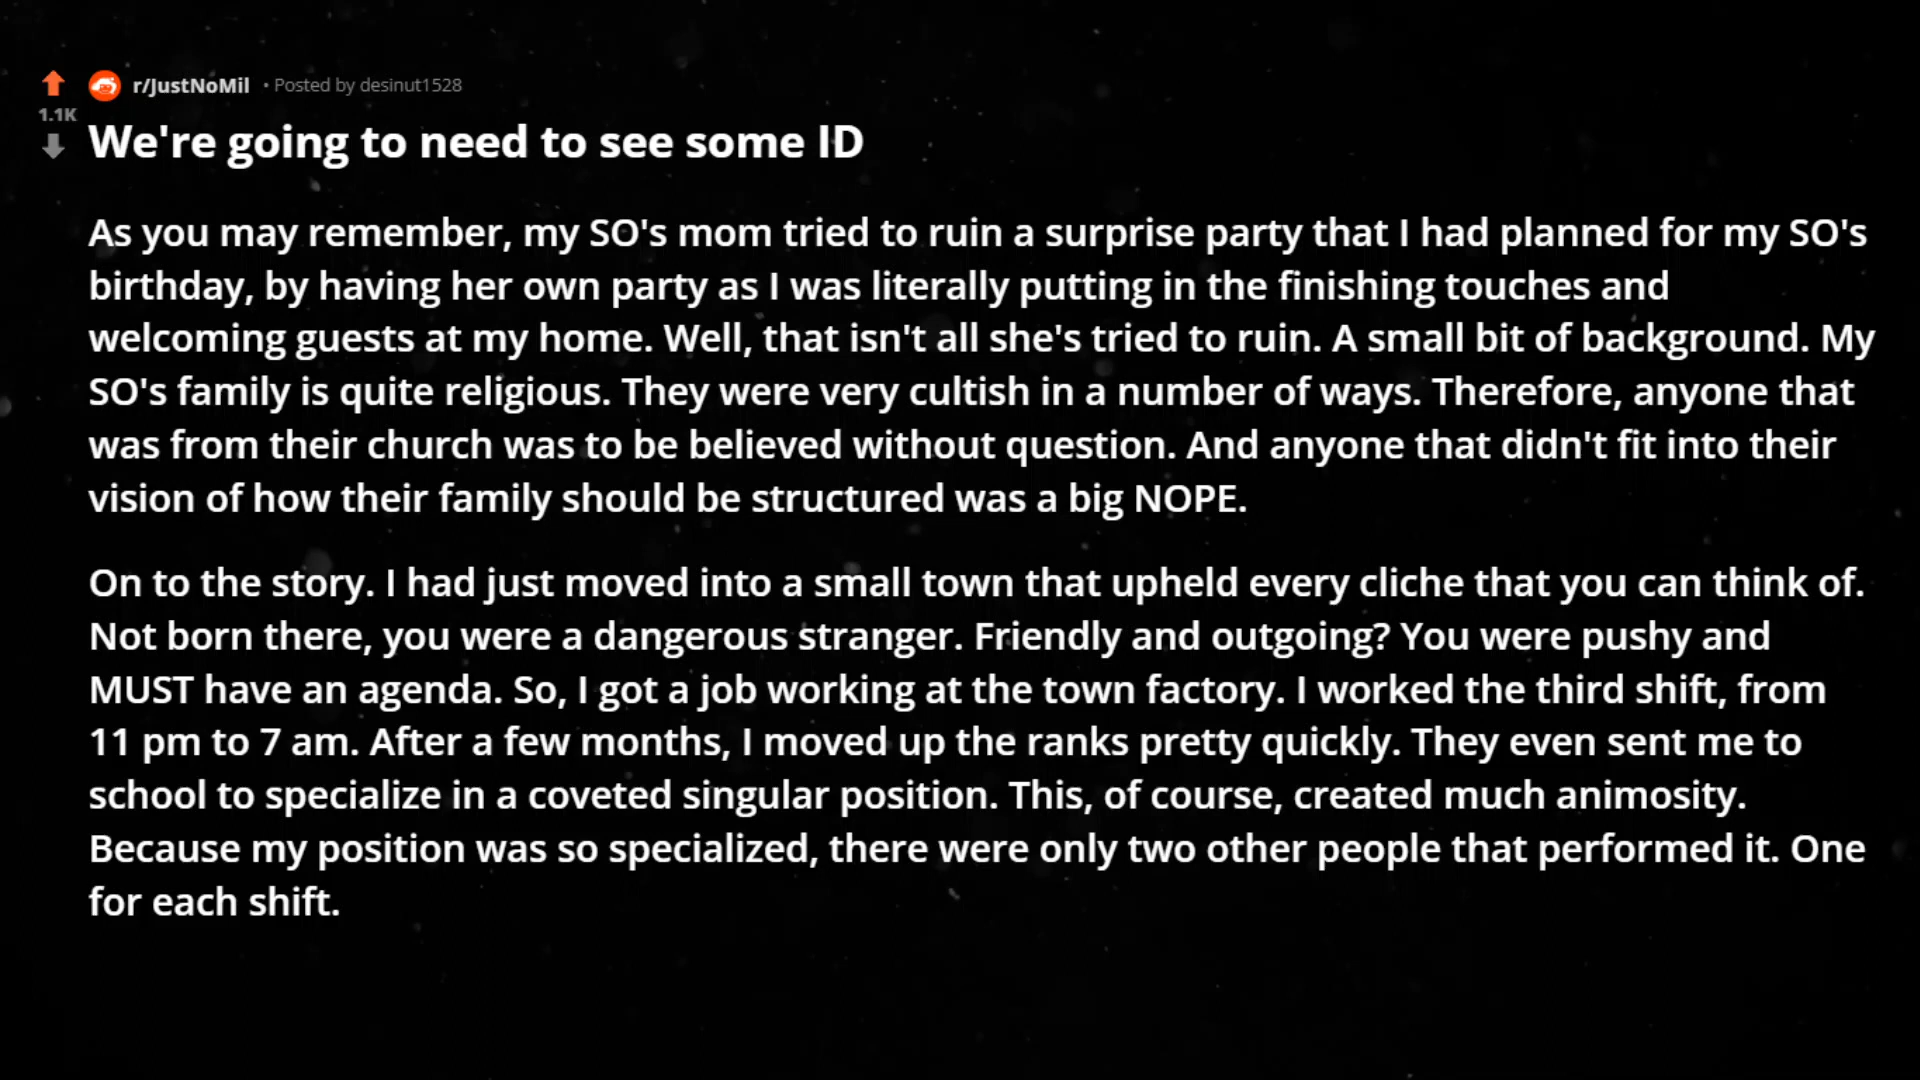 r/JustNoMil • Posted by desinut1528
1.1K
We're going to need to see some ID
As you may remember, my SO's mom tried to ruin a surprise party that I had planned for my SO's
birthday, by having her own party as I was literally putting in the finishing touches and
welcoming guests at my home. Well, that isn't all she's tried to ruin. A small bit of background. My
SO's family is quite religious. They were very cultish in a number of ways. Therefore, anyone that
was from their church was to be believed without question. And anyone that didn't fit into their
vision of how their family should be structured was a big NOPE.
On to the story. I had just moved into a small town that upheld every cliche that you can think of.
Not born there, you were a dangerous stranger. Friendly and outgoing? You were pushy and
MUST have an agenda. So, I got a job working at the town factory. I worked the third shift, from
11 pm to 7 am. After a few months, I moved up the ranks pretty quickly. They even sent me to
school to specialize in a coveted singular position. This, of course, created much animosity.
Because my position was so specialized, there were only two other people that performed it. One
for each shift.